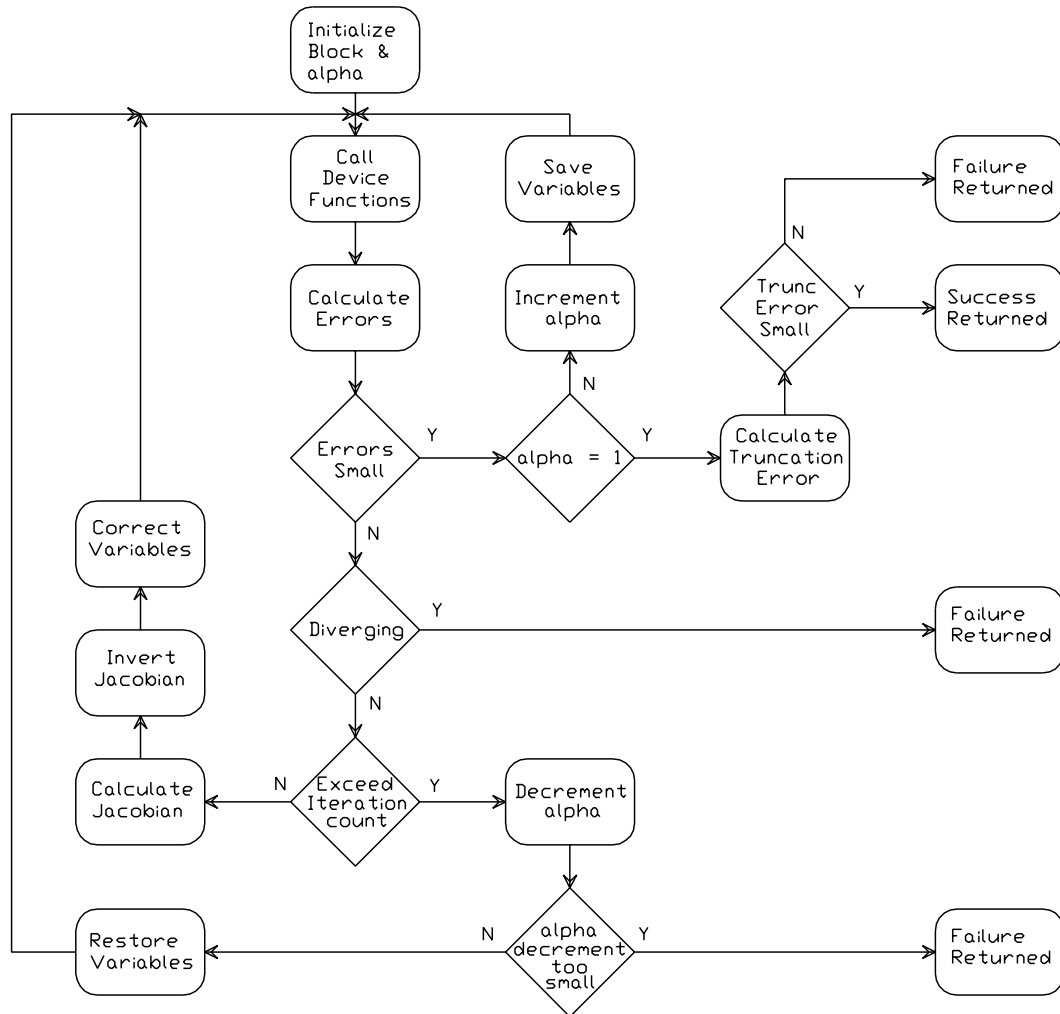 Initialize
Block &
alpha
Call
Device
Functions
Save
Variables
Failure
Returned
N
Calculate
Errors
Increment
alpha
Trunc
Error
Small
Y
Success
Returned
N
Errors
Small
Y
alpha = 1
Y
Calculate
Truncation
Error
N
Correct
Variables
Diverging
Y
Failure
Returned
Invert
Jacobian
N
Calculate
Jacobian
N
Exceed
Iteration
count
Y
Decrement
alpha
Restore
Variables
N
alpha
decrement
too
small
Y
Failure
Returned